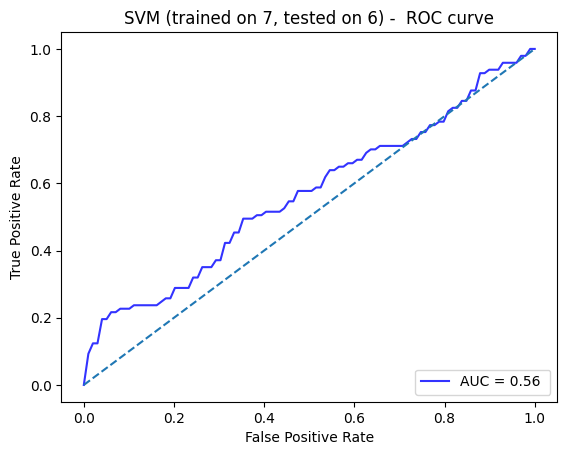 SVM (trained on 7, tested on 6) -  ROC curve
True Positive Rate
1.0
0.8
0.6
0.4
0.2
0.0
AUC = 0.56
0.0 0.2 0.4 0.6 0.8 1.0
False Positive Rate